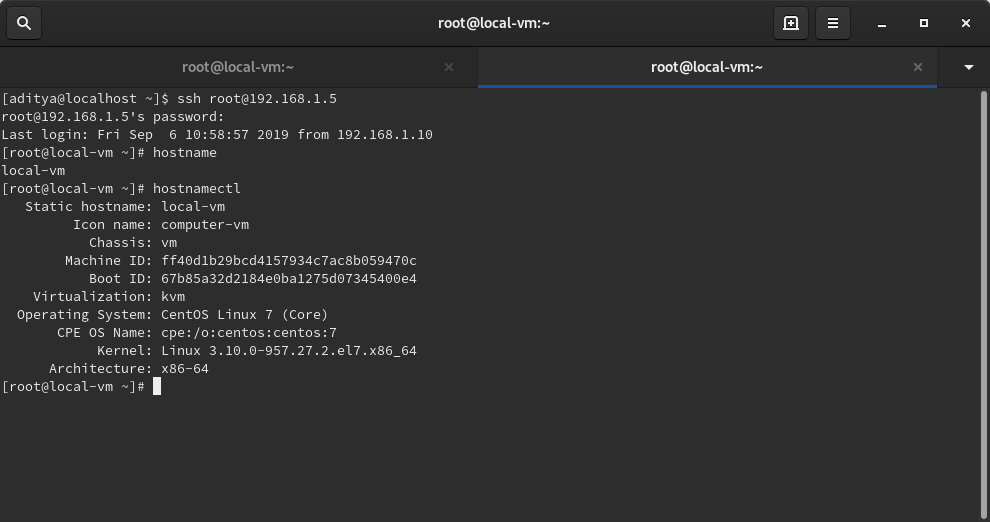 root@local-vm:~
root@local-vm:~
root@local-vm:~
[aditya@localhost ~]$ ssh root@192.168.1.5
root@192.168.1.5's password:
Last login: Fri Sep  6 10:58:57 2019 from 192.168.1.10
[root@local-vm ~]# hostname
local-vm
[root@local-vm ~]# hostnamectl
   Static hostname: local-vm
         Icon name: computer-vm
           Chassis: vm
        Machine ID: ff40d1b29bcd4157934c7ac8b059470c
           Boot ID: 67b85a32d2184e0ba1275d07345400e4
    Virtualization: kvm
  Operating System: CentOS Linux 7 (Core)
       CPE OS Name: cpe:/o:centos:centos:7
            Kernel: Linux 3.10.0-957.27.2.el7.x86_64
      Architecture: x86-64
[root@local-vm ~]#